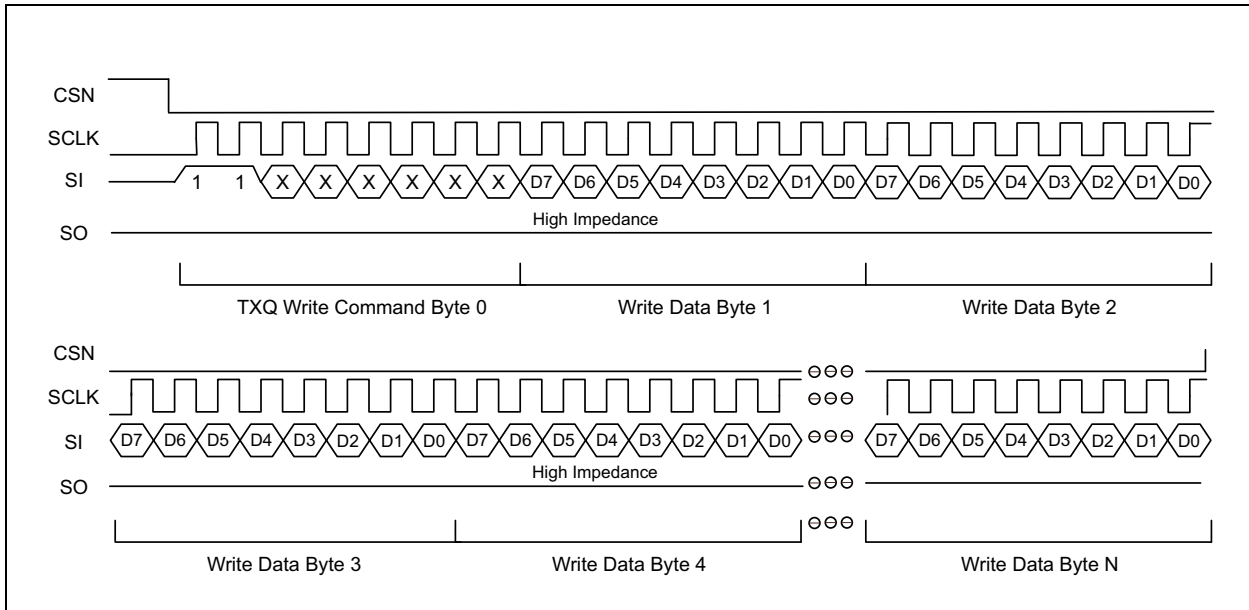 CSN
SCLK
SI 1 1 X X X X X X D7 D6 D5 D4 D3 D2 D1 D0 D7 D6 D5 D4 D3 D2 D1 D0
High Impedance
SO
TXQ Write Command Byte 0 Write Data Byte 1 Write Data Byte 2
CSN
SCLK
SI D7 D6 D5 D4 D3 D2 D1 D0 D7 D6 D5 D4 D3 D2 D1 D0 D7 D6 D5 D4 D3 D2 D1 D0
High Impedance
SO
Write Data Byte 3 Write Data Byte 4 Write Data Byte N